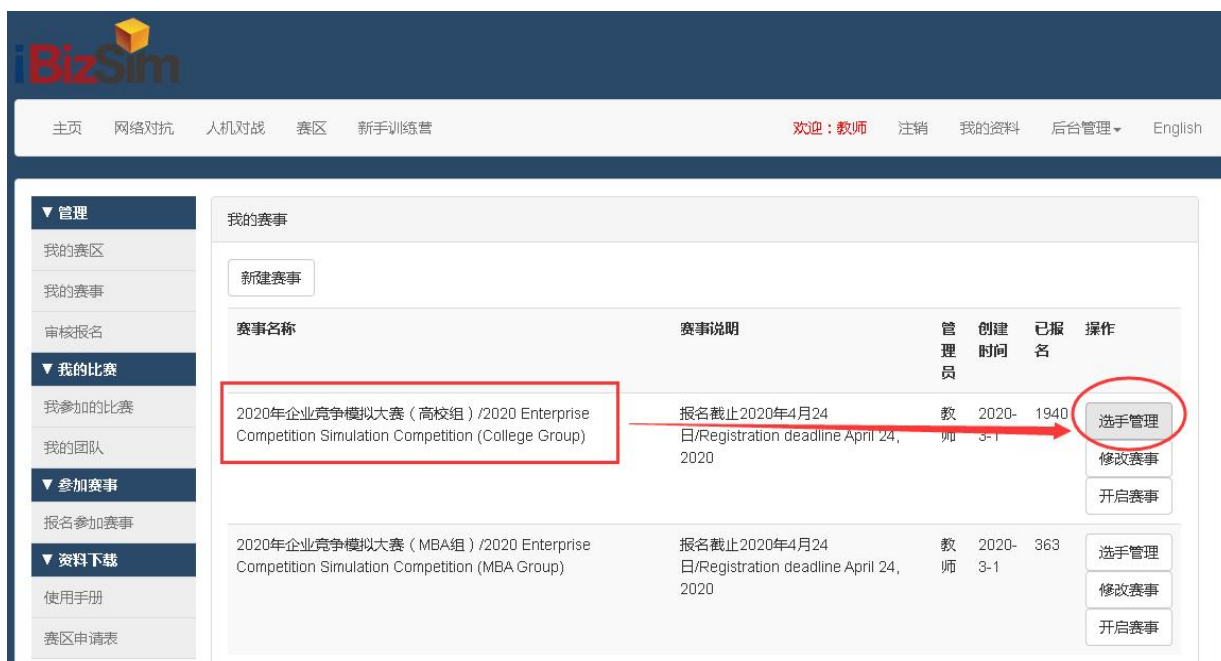 iBizSim
主页 网络对抗 人机对战 赛区 新手训练营 欢迎：教师 注销 我的资料 后台管理 English
▼ 管理
我的赛区
我的赛事
审核报名
▼ 我的比赛
我参加的比赛
我的团队
▼ 参加赛事
报名参加赛事
▼ 资料下载
使用手册
赛区申请表
我的赛事
新建赛事
赛事名称 赛事说明 管理员 创建时间 已报名 操作
2020年企业竞争模拟大赛（高校组）/2020 Enterprise
Competition Simulation Competition (College Group)
报名截止2020年4月24
日/Registration deadline April 24,
2020
教师
2020-
3-1
1940
选手管理
修改赛事
开启赛事
2020年企业竞争模拟大赛（MBA组）/2020 Enterprise
Competition Simulation Competition (MBA Group)
报名截止2020年4月24
日/Registration deadline April 24,
2020
教师
2020-
3-1
363
选手管理
修改赛事
开启赛事